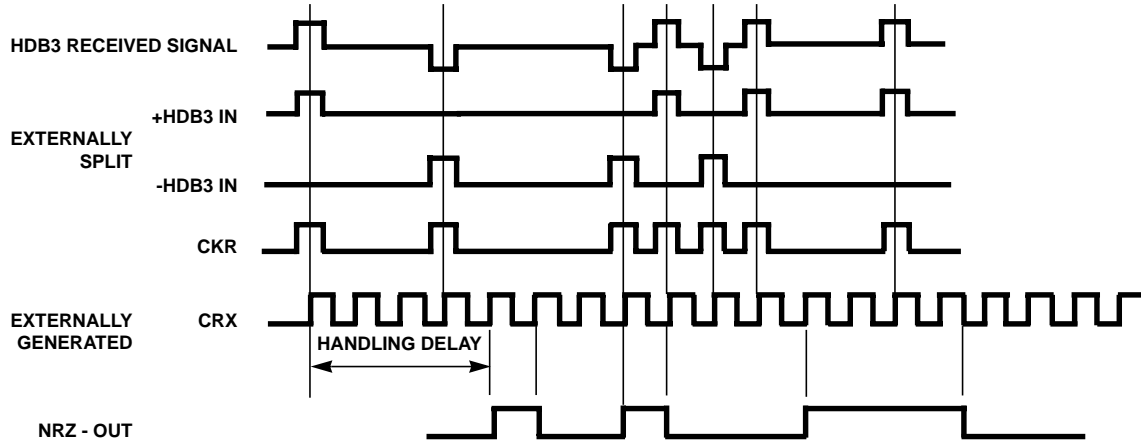 HDB3 RECEIVED SIGNAL
+HDB3 IN
EXTERNALLY
SPLIT
-HDB3 IN
CKR
EXTERNALLY
GENERATED
CRX
HANDLING DELAY
NRZ - OUT